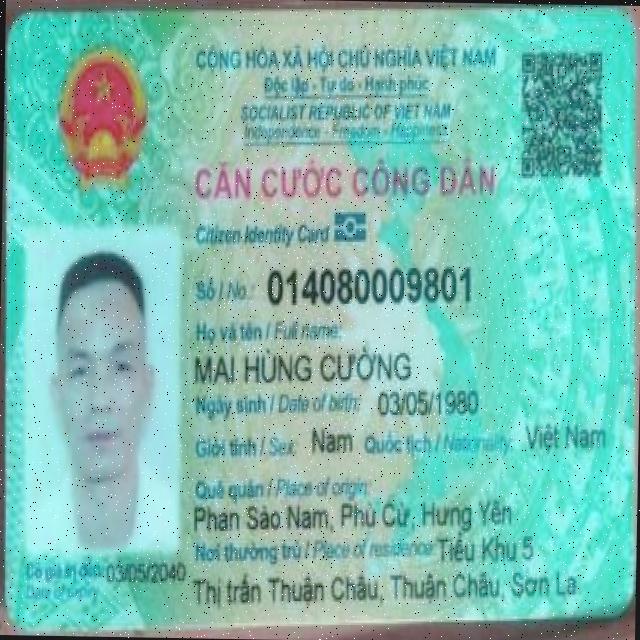 CỘNG HÒA XÃ HỘI CHỦ NGHĨA VIỆT NAM
Độc lập - Tự do - Hạnh phúc
SOCIALIST REPUBLIC OF VIET NAM
Independence - Freedom - Happiness
CĂN CƯỚC CÔNG DÂN
Citizen Identity Card
Số / No.: 014080009801
Họ và tên / Full name:
MAI HÙNG CƯỜNG
Ngày sinh / Date of birth: 03/05/1980
Giới tính / Sex: Nam Quốc tịch / Nationality: Việt Nam
Quê quán / Place of origin:
Phan Sào Nam, Phù Cừ, Hưng Yên
Nơi thường trú / Place of residence: Tiểu Khu 5
Thị trấn Thuận Châu, Thuận Châu, Sơn La
Có giá trị đến: 03/05/2040
Date of expiry